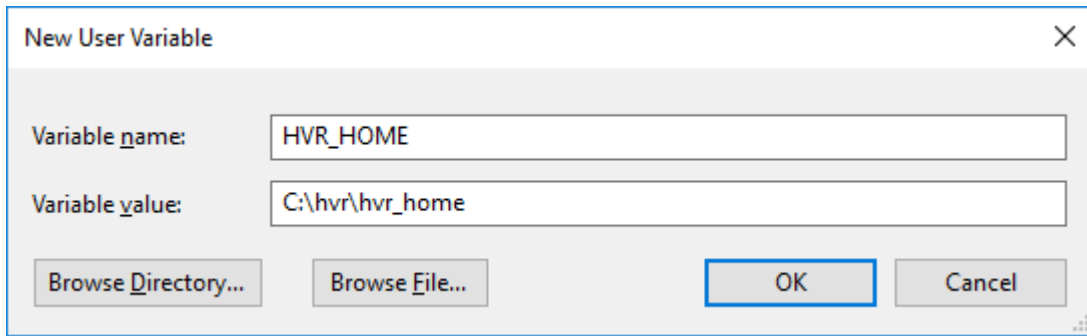 New User Variable
Variable name: HVR_HOME
Variable value: C:\hvr\hvr_home
Browse Directory... Browse File... OK Cancel